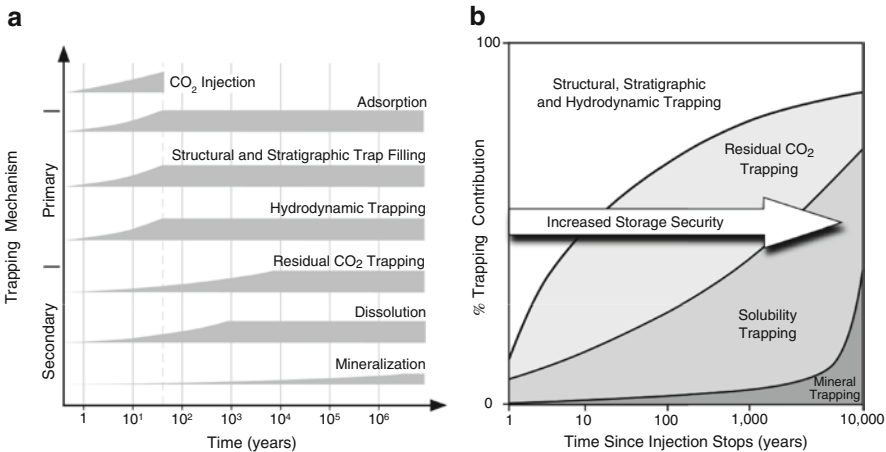 a
Trapping Mechanism
Primary
Secondary
CO₂ Injection
Adsorption
Structural and Stratigraphic Trap Filling
Hydrodynamic Trapping
Residual CO₂ Trapping
Dissolution
Mineralization
1 10¹ 10² 10³ 10⁴ 10⁵ 10⁶
Time (years)
b
% Trapping Contribution
100
0
Structural, Stratigraphic
and Hydrodynamic Trapping
Residual CO₂
Trapping
Increased Storage Security
Solubility
Trapping
Mineral
Trapping
1 10 100 1,000 10,000
Time Since Injection Stops (years)